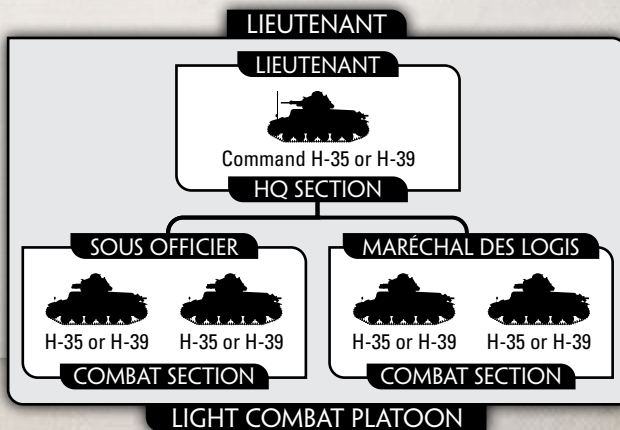 LIEUTENANT
LIEUTENANT
Command H-35 or H-39
HQ SECTION
SOUS OFFICIER
MARÉCHAL DES LOGIS
H-35 or H-39 H-35 or H-39
H-35 or H-39 H-35 or H-39
COMBAT SECTION
COMBAT SECTION
LIGHT COMBAT PLATOON